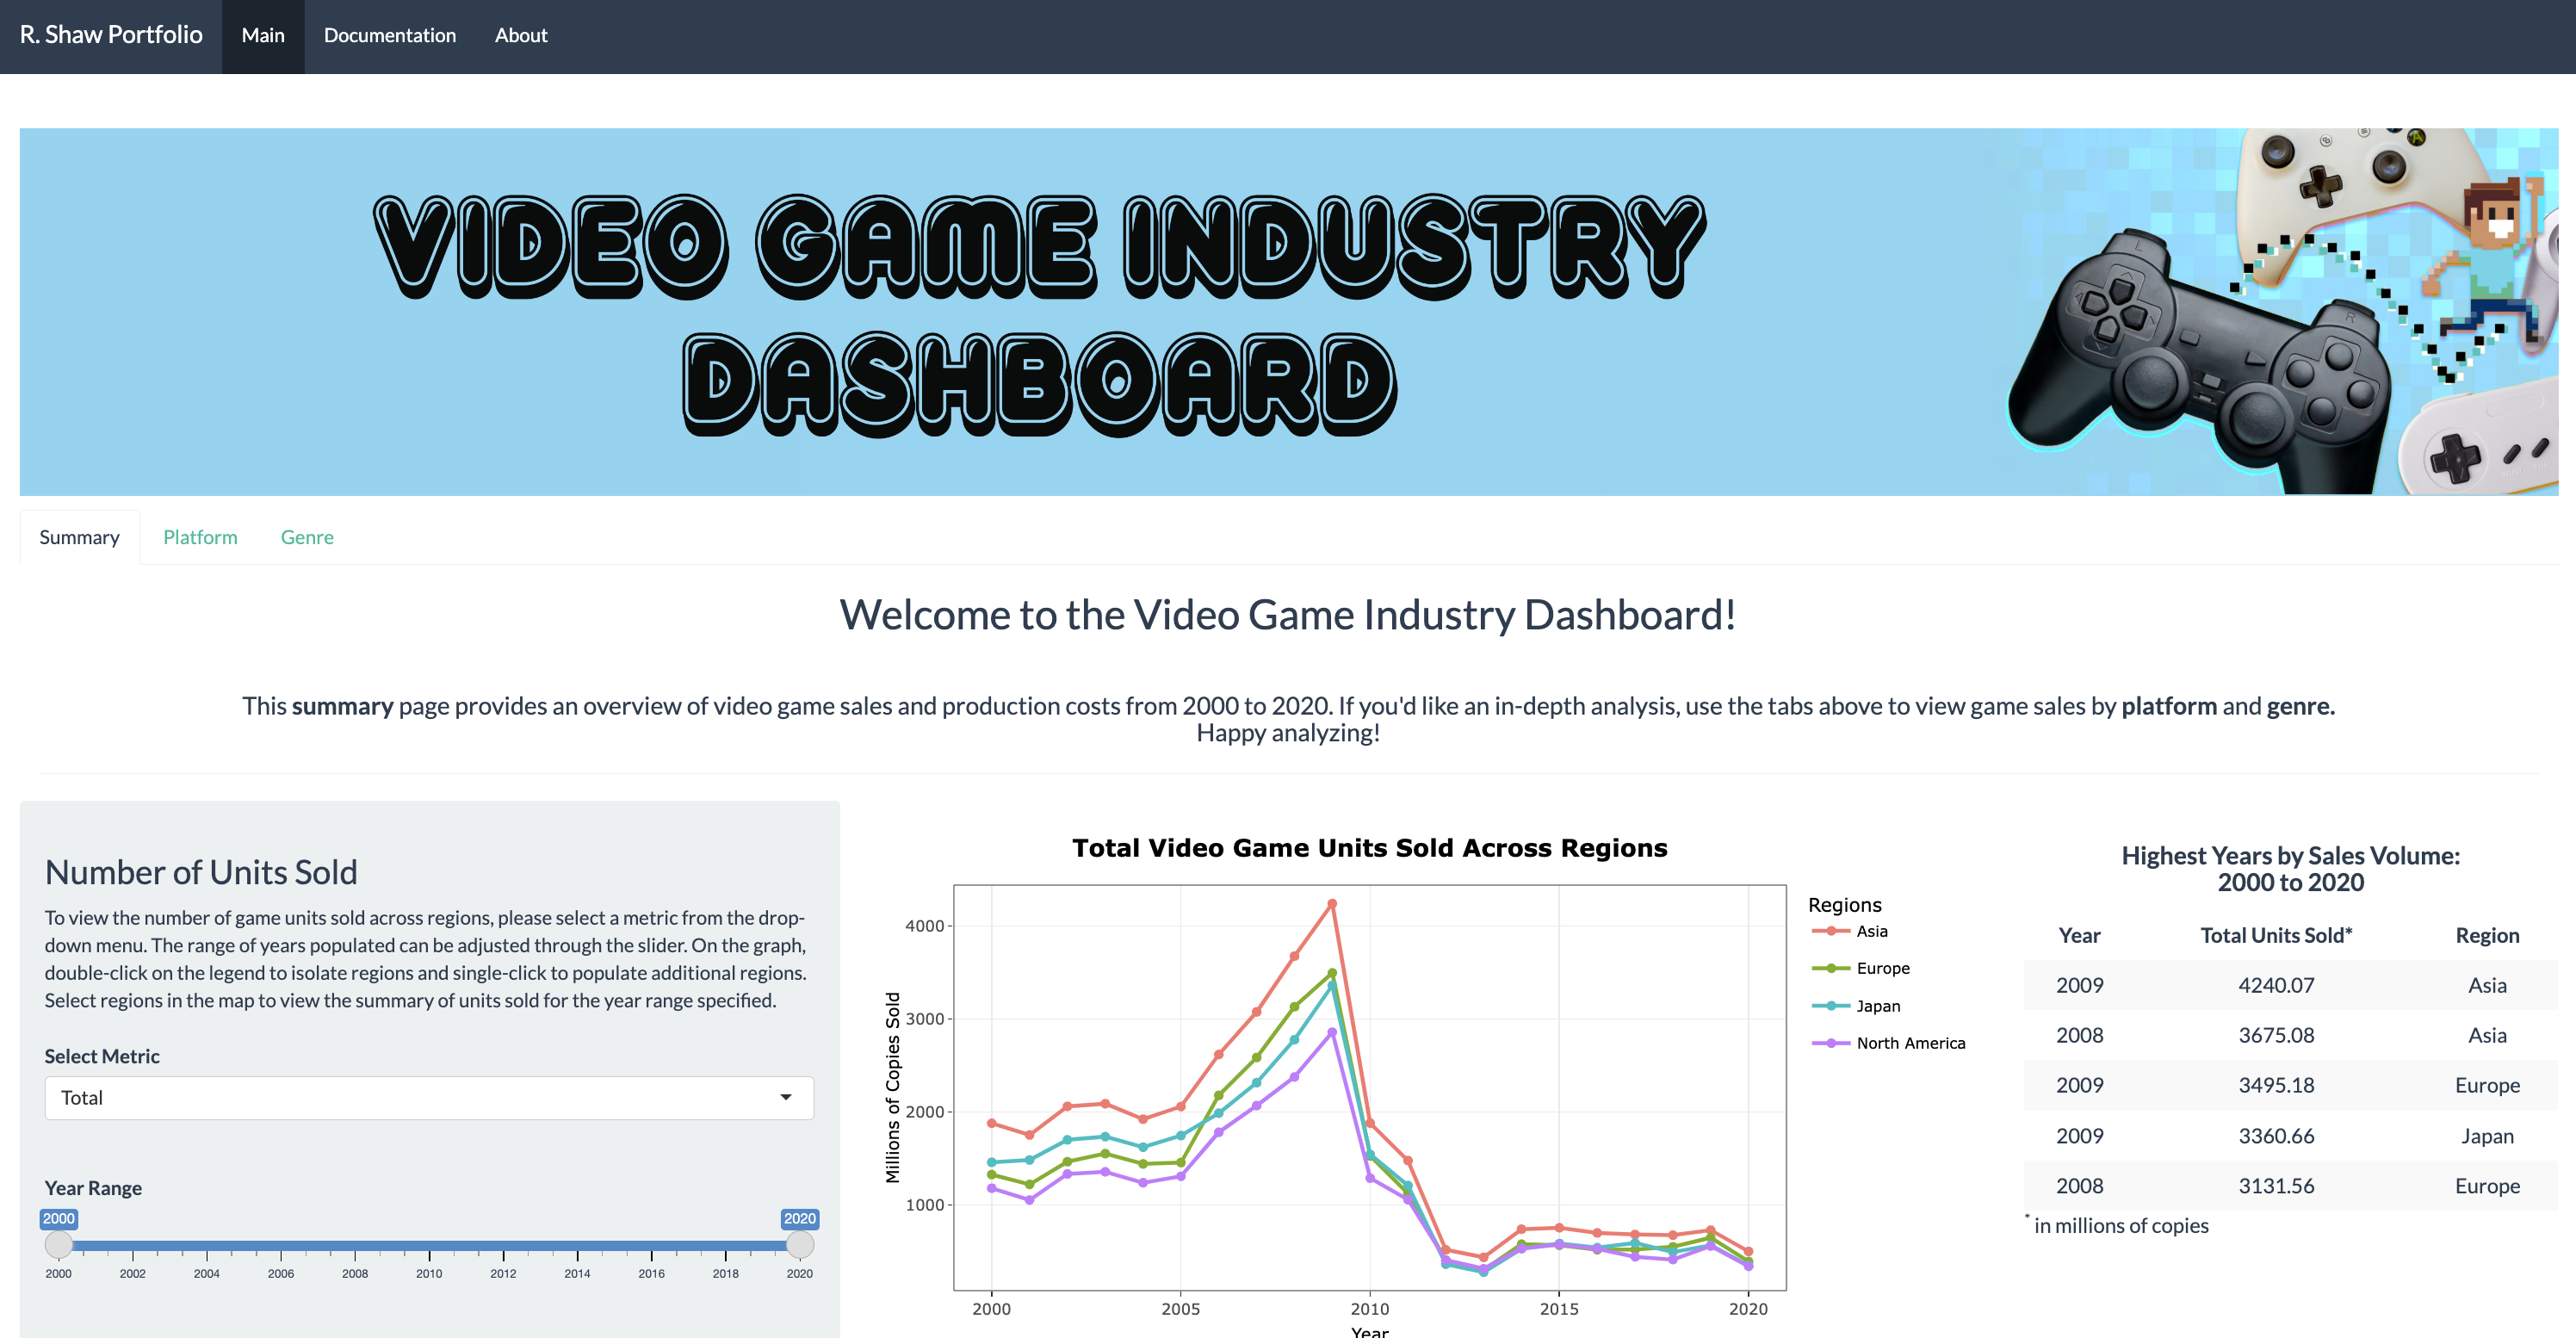 R. Shaw Portfolio Main Documentation About
VIDEO GAME INDUSTRY
DASHBOARD
Summary Platform Genre
Welcome to the Video Game Industry Dashboard!
This summary page provides an overview of video game sales and production costs from 2000 to 2020. If you'd like an in-depth analysis, use the tabs above to view game sales by platform and genre.
Happy analyzing!
Number of Units Sold
To view the number of game units sold across regions, please select a metric from the drop-
down menu. The range of years populated can be adjusted through the slider. On the graph,
double-click on the legend to isolate regions and single-click to populate additional regions.
Select regions in the map to view the summary of units sold for the year range specified.
Select Metric
Total
Year Range
2000 2020
2000 2002 2004 2006 2008 2010 2012 2014 2016 2018 2020
Total Video Game Units Sold Across Regions
Millions of Copies Sold
4000
3000
2000
1000
2000 2005 2010 2015 2020
Year
Regions
Asia
Europe
Japan
North America
Highest Years by Sales Volume:
2000 to 2020
Year Total Units Sold* Region
2009 4240.07 Asia
2008 3675.08 Asia
2009 3495.18 Europe
2009 3360.66 Japan
2008 3131.56 Europe
* in millions of copies